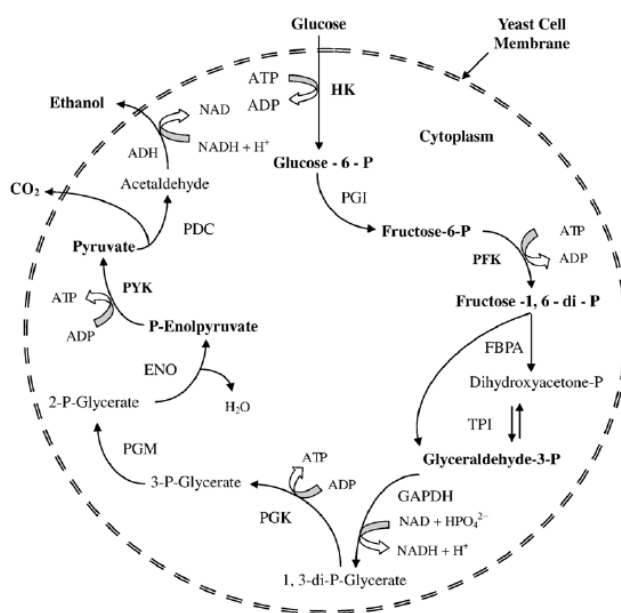 Glucose
Yeast Cell
Membrane
ATP
ADP
HK
Cytoplasm
Ethanol
NAD
NADH + H⁺
ADH
Acetaldehyde
Glucose - 6 - P
PGI
CO₂
PDC
Pyruvate
Fructose-6-P
ATP
ADP
PFK
PYK
ATP
ADP
P-Enolpyruvate
Fructose -1, 6 - di - P
FBPA
ENO
Dihydroxyacetone-P
2-P-Glycerate
H₂O
TPI
PGM
Glyceraldehyde-3-P
ATP
ADP
3-P-Glycerate
GAPDH
PGK
NAD + HPO₄²⁻
NADH + H⁺
1, 3-di-P-Glycerate